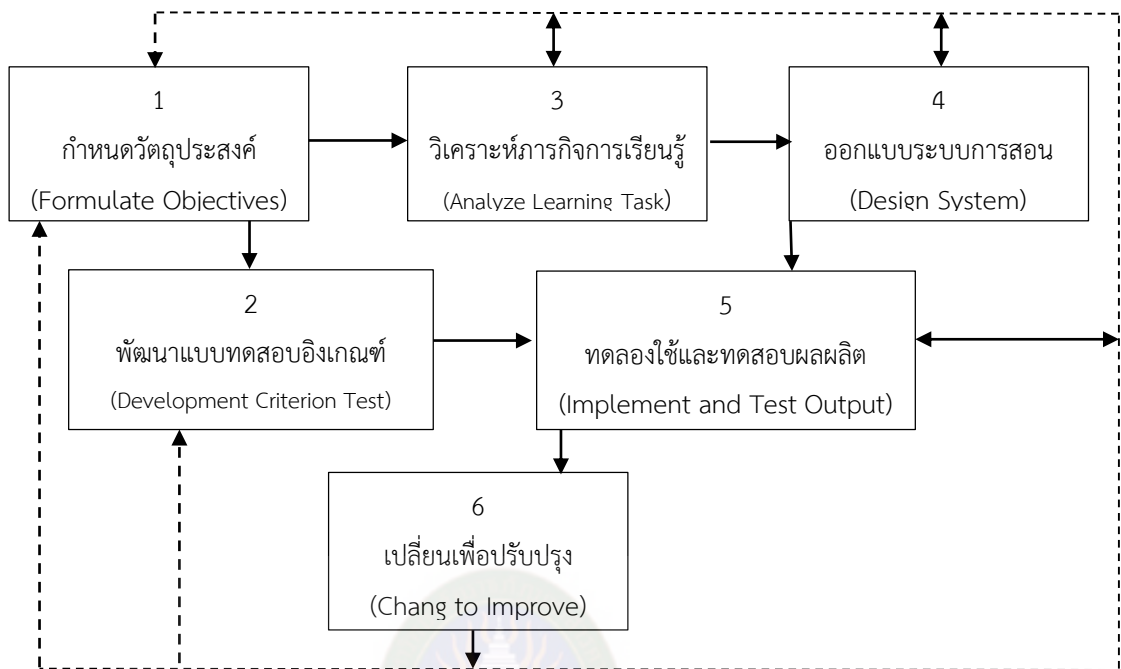 1
กำหนดวัตถุประสงค์
(Formulate Objectives)
3
วิเคราะห์ภารกิจการเรียนรู้
(Analyze Learning Task)
4
ออกแบบระบบการสอน
(Design System)
2
พัฒนาแบบทดสอบอิงเกณฑ์
(Development Criterion Test)
5
ทดลองใช้และทดสอบผลผลิต
(Implement and Test Output)
6
เปลี่ยนเพื่อปรับปรุง
(Chang to Improve)